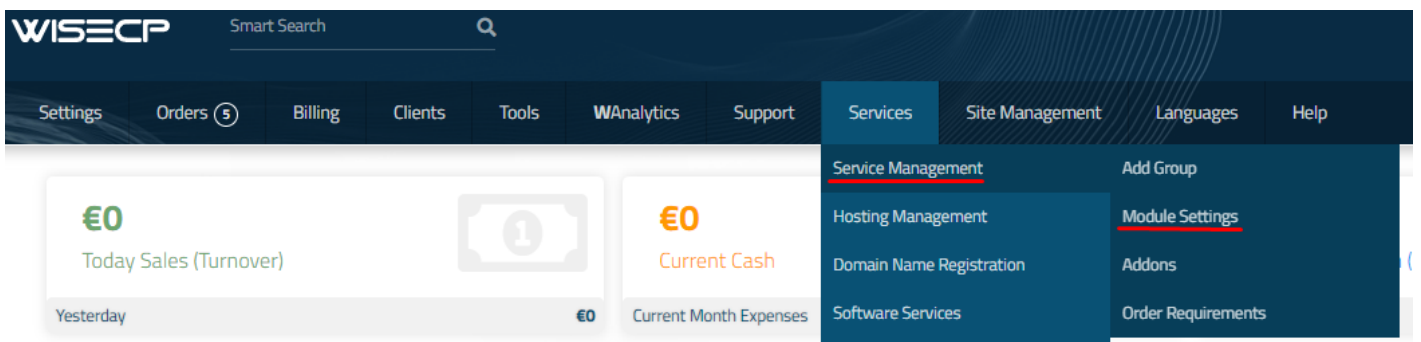 WISECP
Smart Search
Settings
Orders 5
Billing
Clients
Tools
WAnalytics
Support
Services
Site Management
Languages
Help
Service Management
Add Group
Hosting Management
Module Settings
Domain Name Registration
Addons
Software Services
Order Requirements
€0
Today Sales (Turnover)
1
Yesterday
€0
€0
Current Cash
Current Month Expenses
(